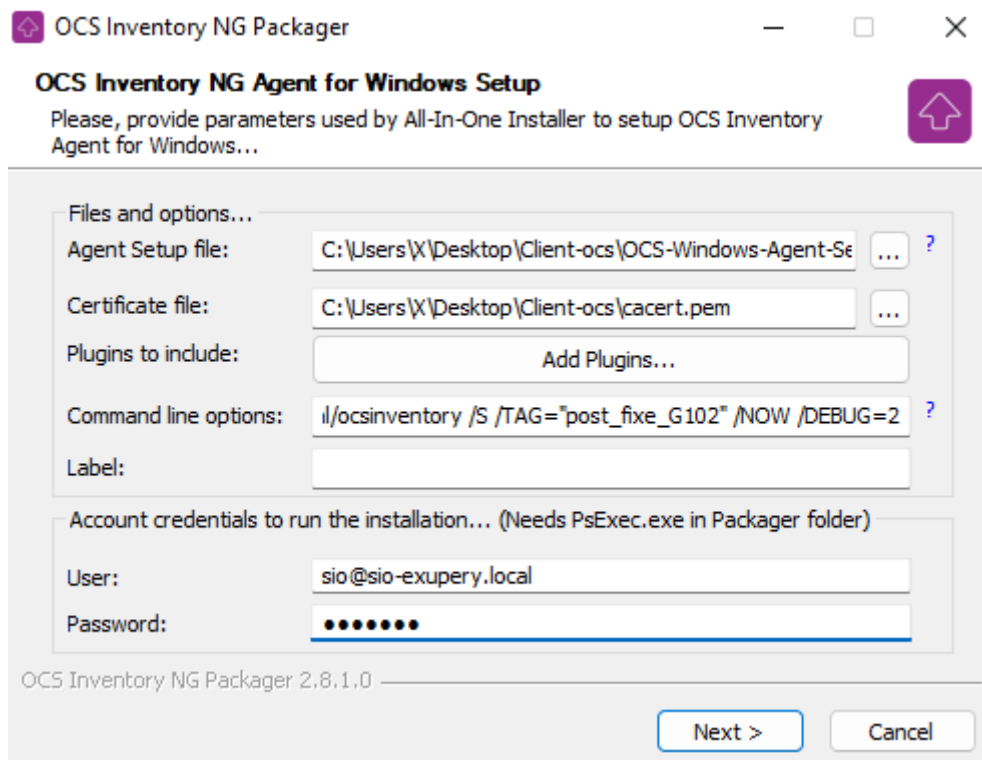 OCS Inventory NG Packager
OCS Inventory NG Agent for Windows Setup
Please, provide parameters used by All-In-One Installer to setup OCS Inventory
Agent for Windows...
Files and options...
Agent Setup file: C:\Users\X\Desktop\Client-ocs\OCS-Windows-Agent-Se ... ?
Certificate file: C:\Users\X\Desktop\Client-ocs\cacert.pem ...
Plugins to include: Add Plugins...
Command line options: l/ocsinventory /S /TAG="post_fixe_G102" /NOW /DEBUG=2 ?
Label:
Account credentials to run the installation... (Needs PsExec.exe in Packager folder)
User: sio@sio-exupery.local
Password: •••••••
OCS Inventory NG Packager 2.8.1.0
Next > Cancel